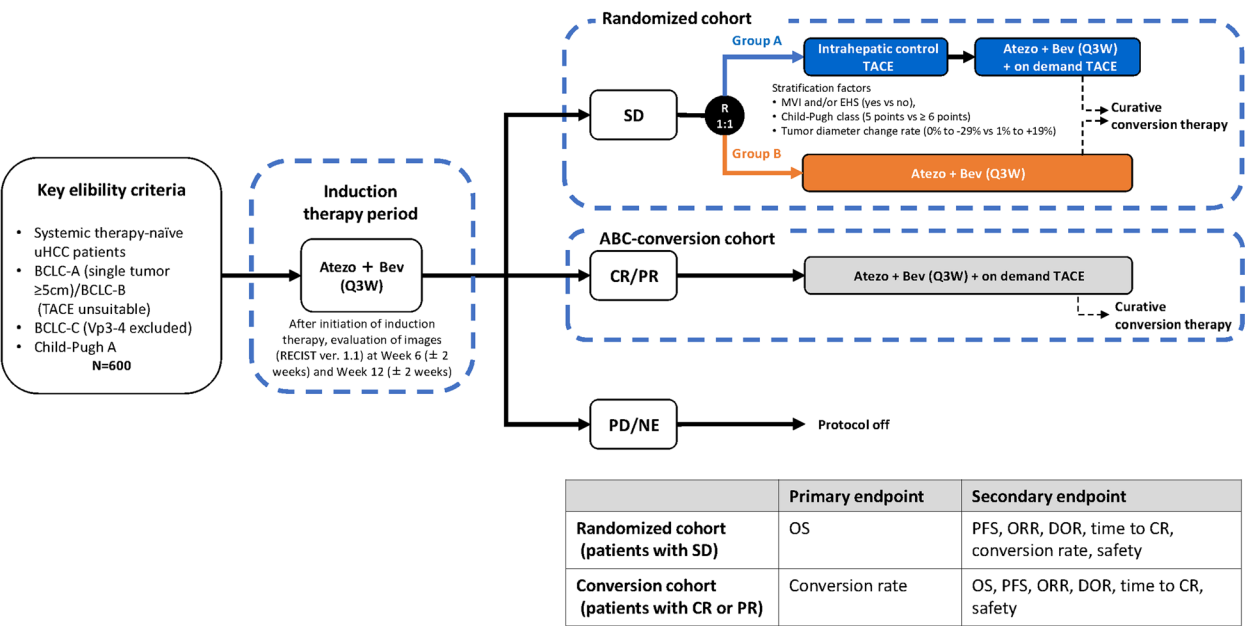 Randomized cohort
Group A
Intrahepatic control
TACE
Atezo + Bev (Q3W)
+ on demand TACE
SD
R
1:1
Stratification factors
• MVI and/or EHS (yes vs no),
• Child-Pugh class (5 points vs ≥ 6 points)
• Tumor diameter change rate (0% to -29% vs 1% to +19%)
Curative
conversion therapy
Group B
Atezo + Bev (Q3W)
Key elibility criteria
• Systemic therapy-naïve
uHCC patients
• BCLC-A (single tumor
≥5cm)/BCLC-B
(TACE unsuitable)
• BCLC-C (Vp3-4 excluded)
• Child-Pugh A
N=600
Induction
therapy period
Atezo + Bev
(Q3W)
After initiation of induction
therapy, evaluation of images
(RECIST ver. 1.1) at Week 6 (± 2
weeks) and Week 12 (± 2 weeks)
ABC-conversion cohort
CR/PR
Atezo + Bev (Q3W) + on demand TACE
Curative
conversion therapy
PD/NE
Protocol off
Primary endpoint
Secondary endpoint
Randomized cohort
(patients with SD)
OS
PFS, ORR, DOR, time to CR,
conversion rate, safety
Conversion cohort
(patients with CR or PR)
Conversion rate
OS, PFS, ORR, DOR, time to CR,
safety